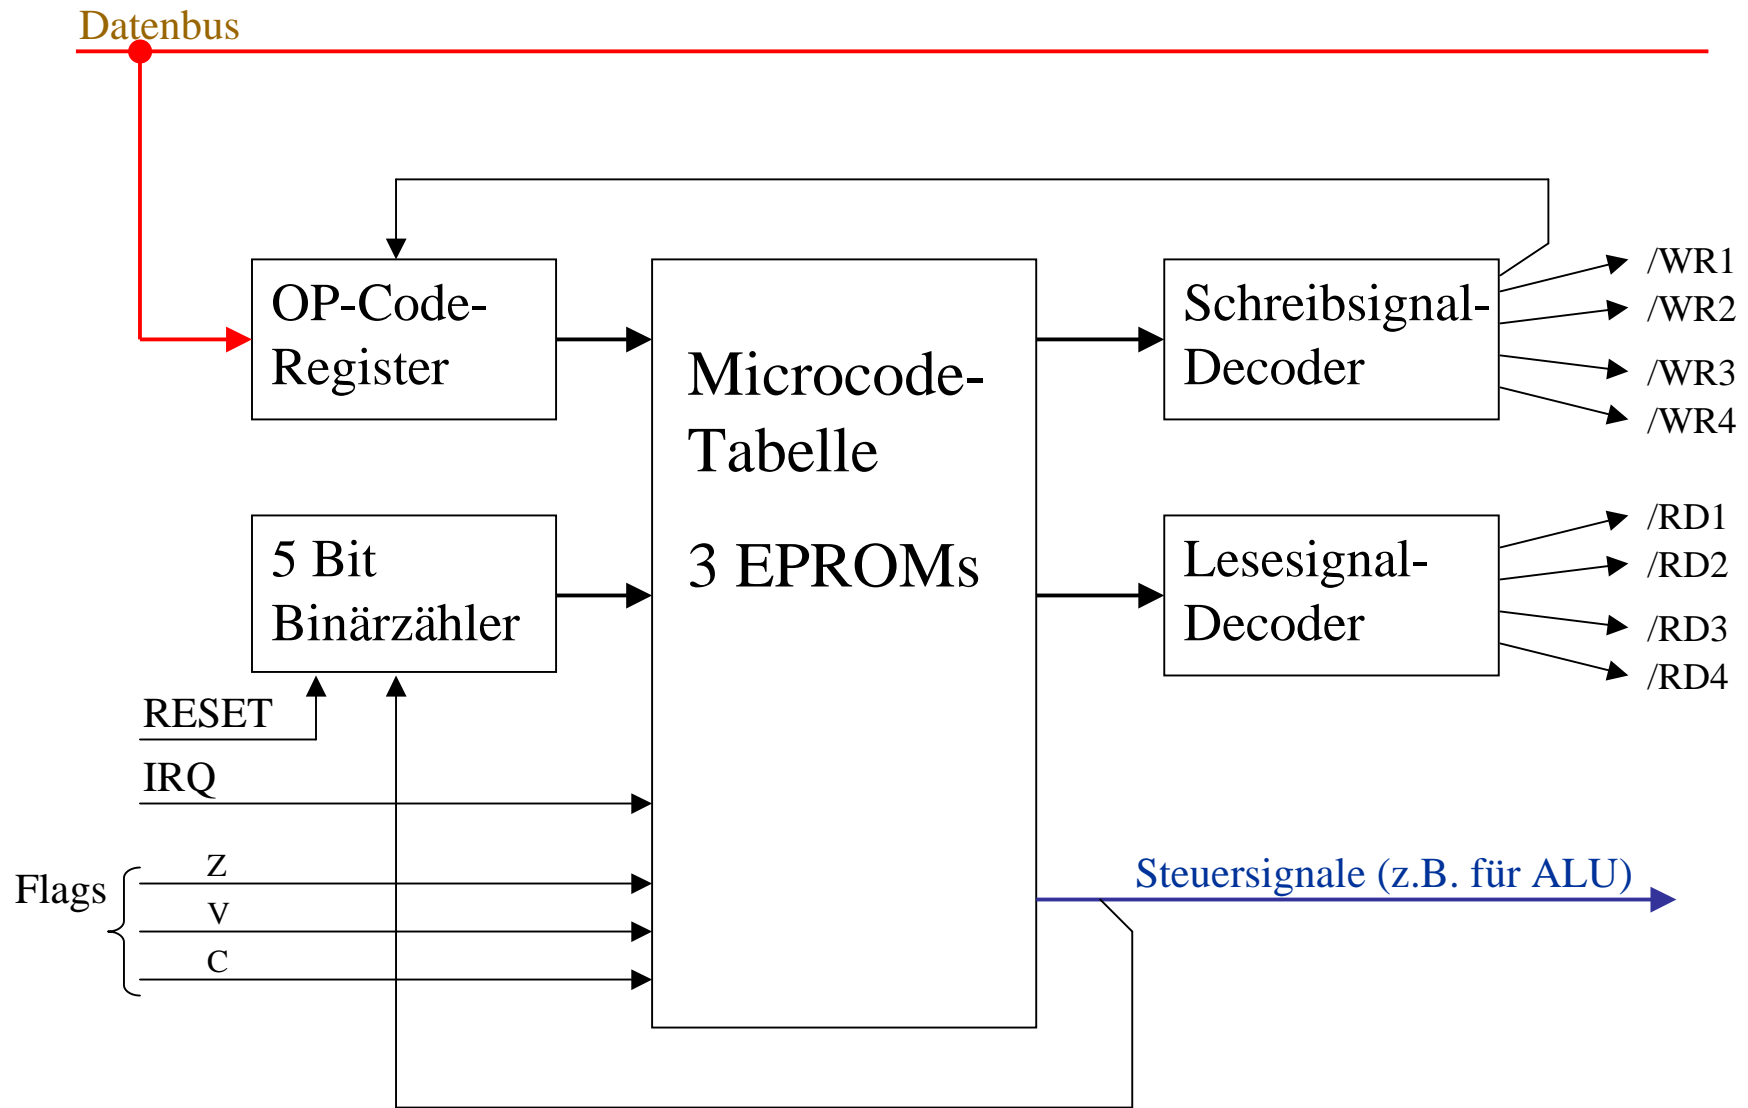 Datenbus
OP-Code-
Register
Microcode-
Tabelle
3 EPROMs
Schreibsignal-
Decoder
/WR1
/WR2
/WR3
/WR4
5 Bit
Binärzähler
Lesesignal-
Decoder
/RD1
/RD2
/RD3
/RD4
RESET
IRQ
Flags
Z
V
C
Steuersignale (z.B. für ALU)